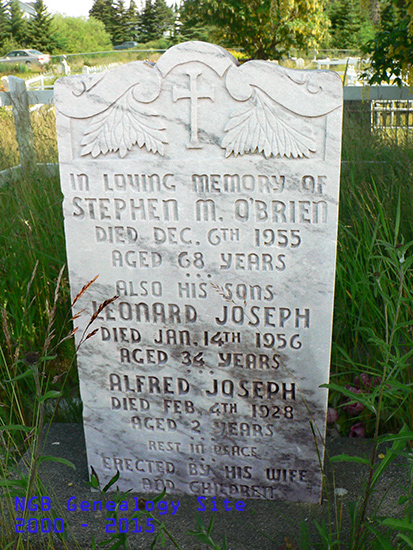 IN LOVING MEMORY OF
STEPHEN M. O'BRIEN
DIED DEC. 6TH 1955
AGED 68 YEARS
ALSO HIS SONS
LEONARD JOSEPH
DIED JAN. 14TH 1956
AGED 34 YEARS
ALFRED JOSEPH
DIED FEB. 4TH 1928
AGED 2 YEARS
REST IN PEACE
ERECTED BY HIS WIFE
AND CHILDREN
NGB Genealogy Site
2000 - 2015